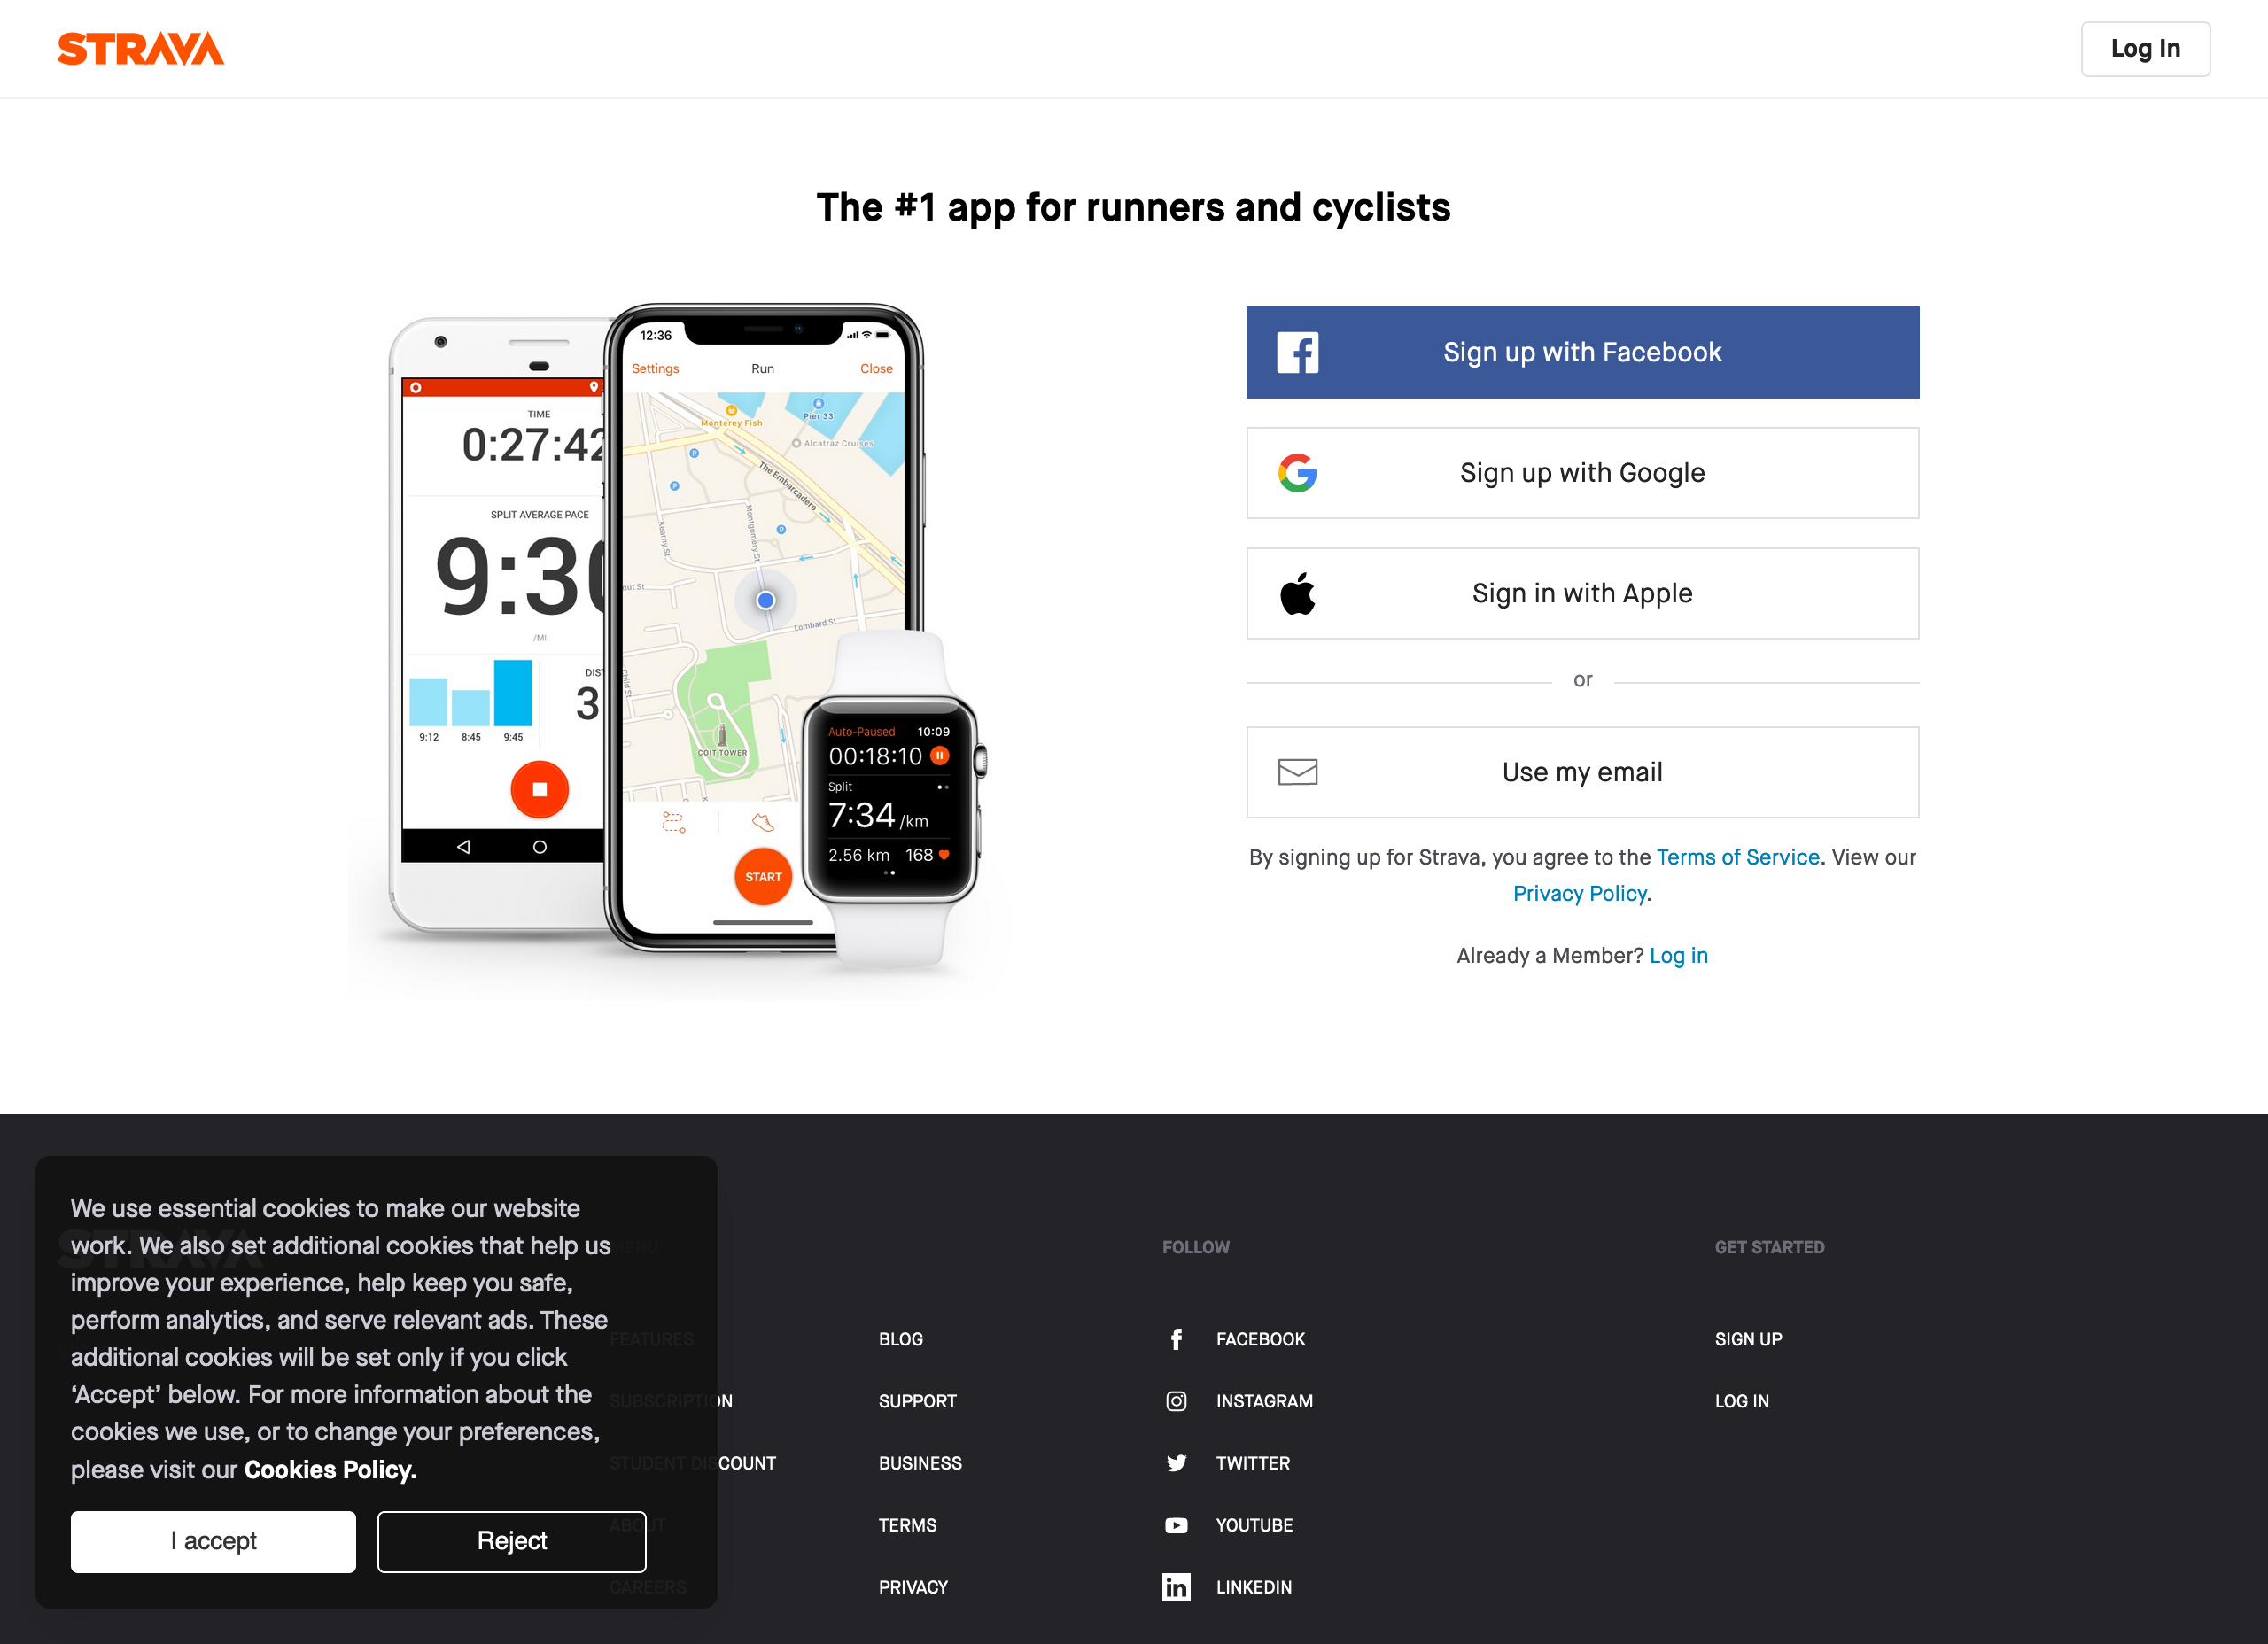 STRAVA
Log In
The #1 app for runners and cyclists
TIME
0:27:42
SPLIT AVERAGE PACE
9:30
/MI
DIST
3
9:12 8:45 9:45
12:36
Settings Run Close
Pier 33
Monterey Fish
Alcatraz Cruises
The Embarcadero
Kearny St
Montgomery St
nut St
Lombard St
Child St
COIT TOWER
START
Auto-Paused 10:09
00:18:10
Split
7:34 /km
2.56 km 168
Sign up with Facebook
Sign up with Google
Sign in with Apple
or
Use my email
By signing up for Strava, you agree to the Terms of Service. View our
Privacy Policy.
Already a Member? Log in
We use essential cookies to make our website
work. We also set additional cookies that help us
improve your experience, help keep you safe,
perform analytics, and serve relevant ads. These
additional cookies will be set only if you click
‘Accept’ below. For more information about the
cookies we use, or to change your preferences,
please visit our Cookies Policy.
I accept
Reject
STRAVA
MENU
FEATURES
SUBSCRIPTION
STUDENT DISCOUNT
ABOUT
CAREERS
BLOG
SUPPORT
BUSINESS
TERMS
PRIVACY
FOLLOW
FACEBOOK
INSTAGRAM
TWITTER
YOUTUBE
LINKEDIN
GET STARTED
SIGN UP
LOG IN